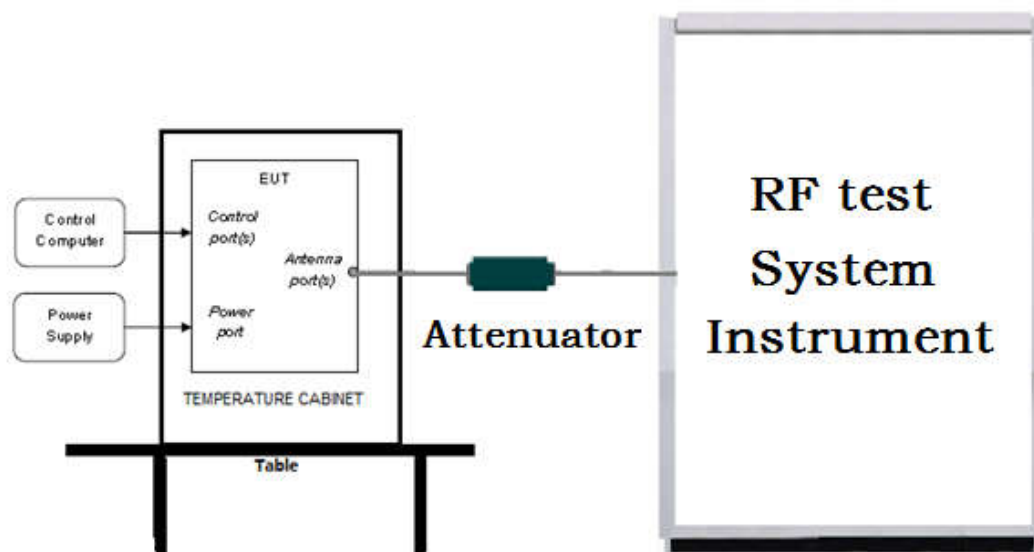 EUT
Control
Computer
Control
port(s)
Antenna
port(s)
Power
Supply
Power
port
TEMPERATURE CABINET
Table
Attenuator
RF test
System
Instrument